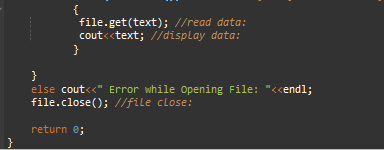 {
file.get(text); //read data:
cout<<text; //display data:
}
}
else cout<<" Error while Opening File: "<<endl;
file.close(); //file close:
return 0;
}